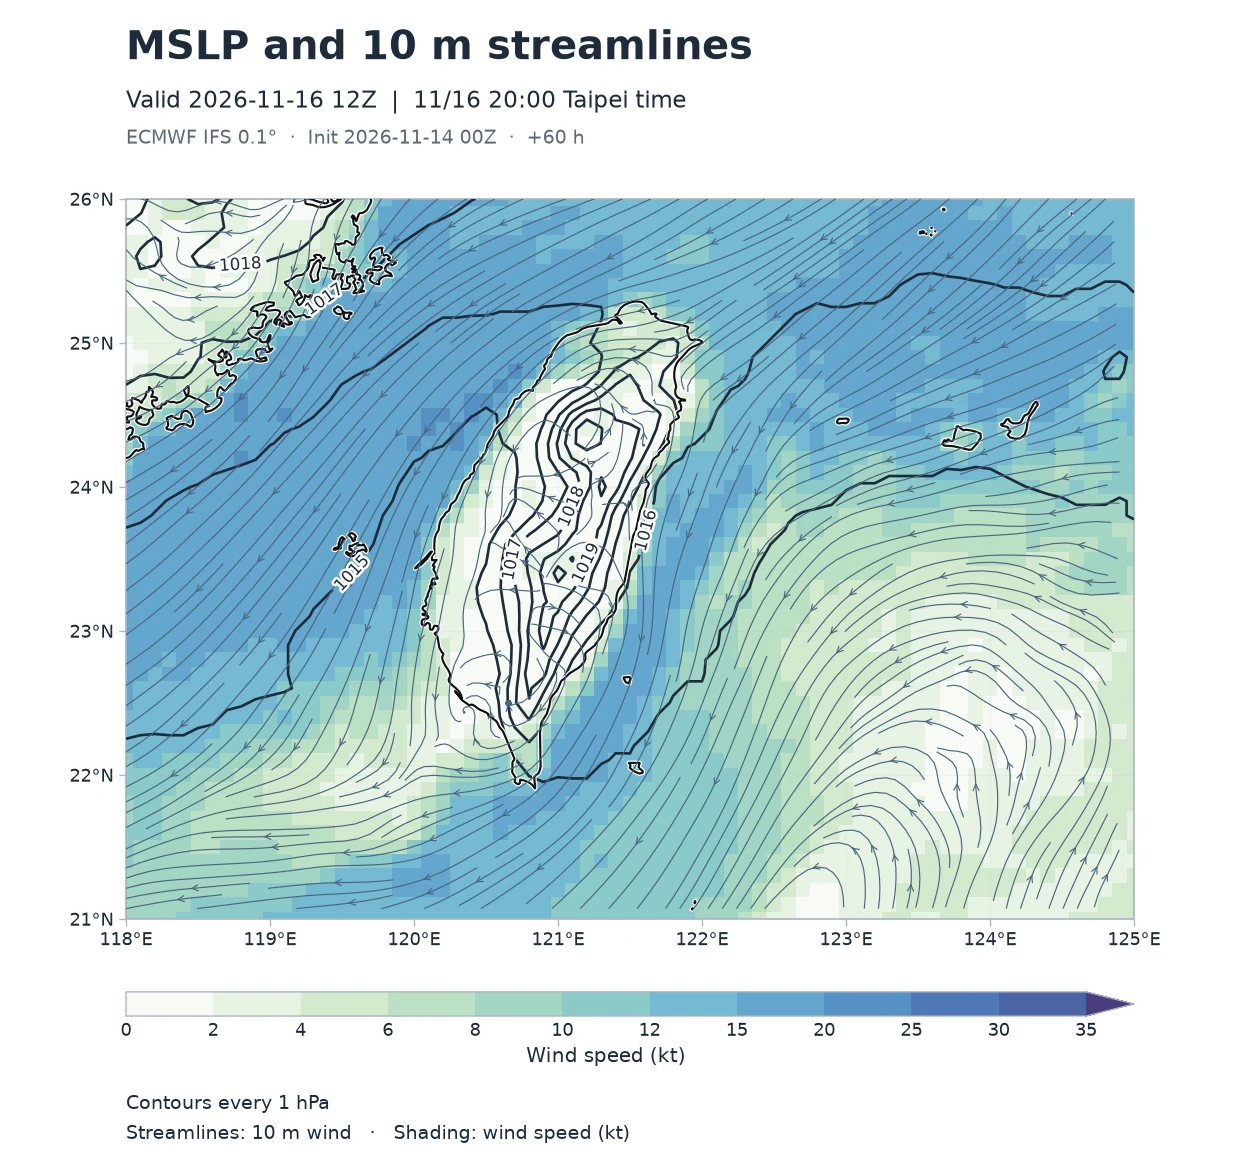 MSLP and 10 m streamlines
Valid 2026-11-16 12Z | 11/16 20:00 Taipei time
ECMWF IFS 0.1° · Init 2026-11-14 00Z · +60 h
26°N
25°N
24°N
23°N
22°N
21°N
1018
1017
1015
1018
1017
1019
1016
118°E 119°E 120°E 121°E 122°E 123°E 124°E 125°E
0 2 4 6 8 10 12 15 20 25 30 35
Wind speed (kt)
Contours every 1 hPa
Streamlines: 10 m wind · Shading: wind speed (kt)